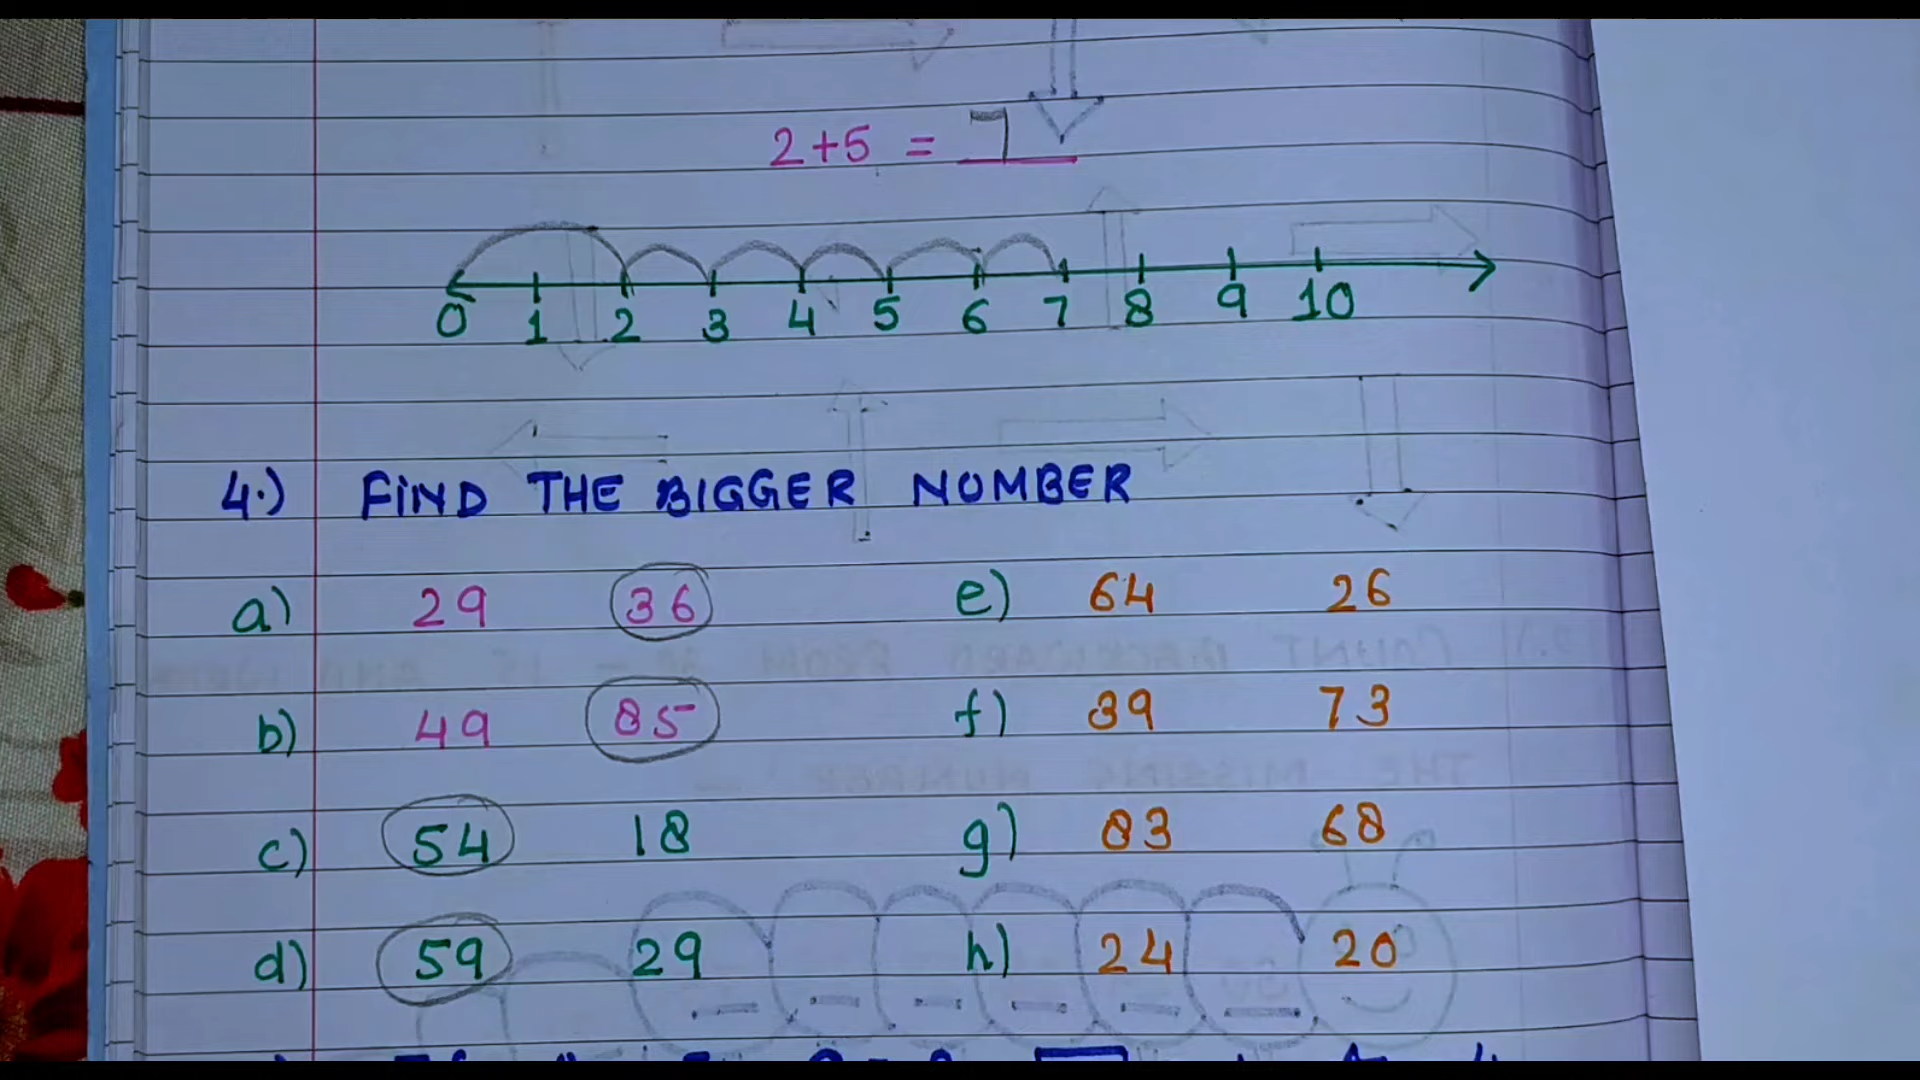 2+5 = 7
0 1 2 3 4 5 6 7 8 9 10
4.) FIND THE BIGGER NUMBER
a) 29 36 e) 64 26
b) 49 85 f) 39 73
c) 54 18 g) 83 68
d) 59 29 h) 24 20